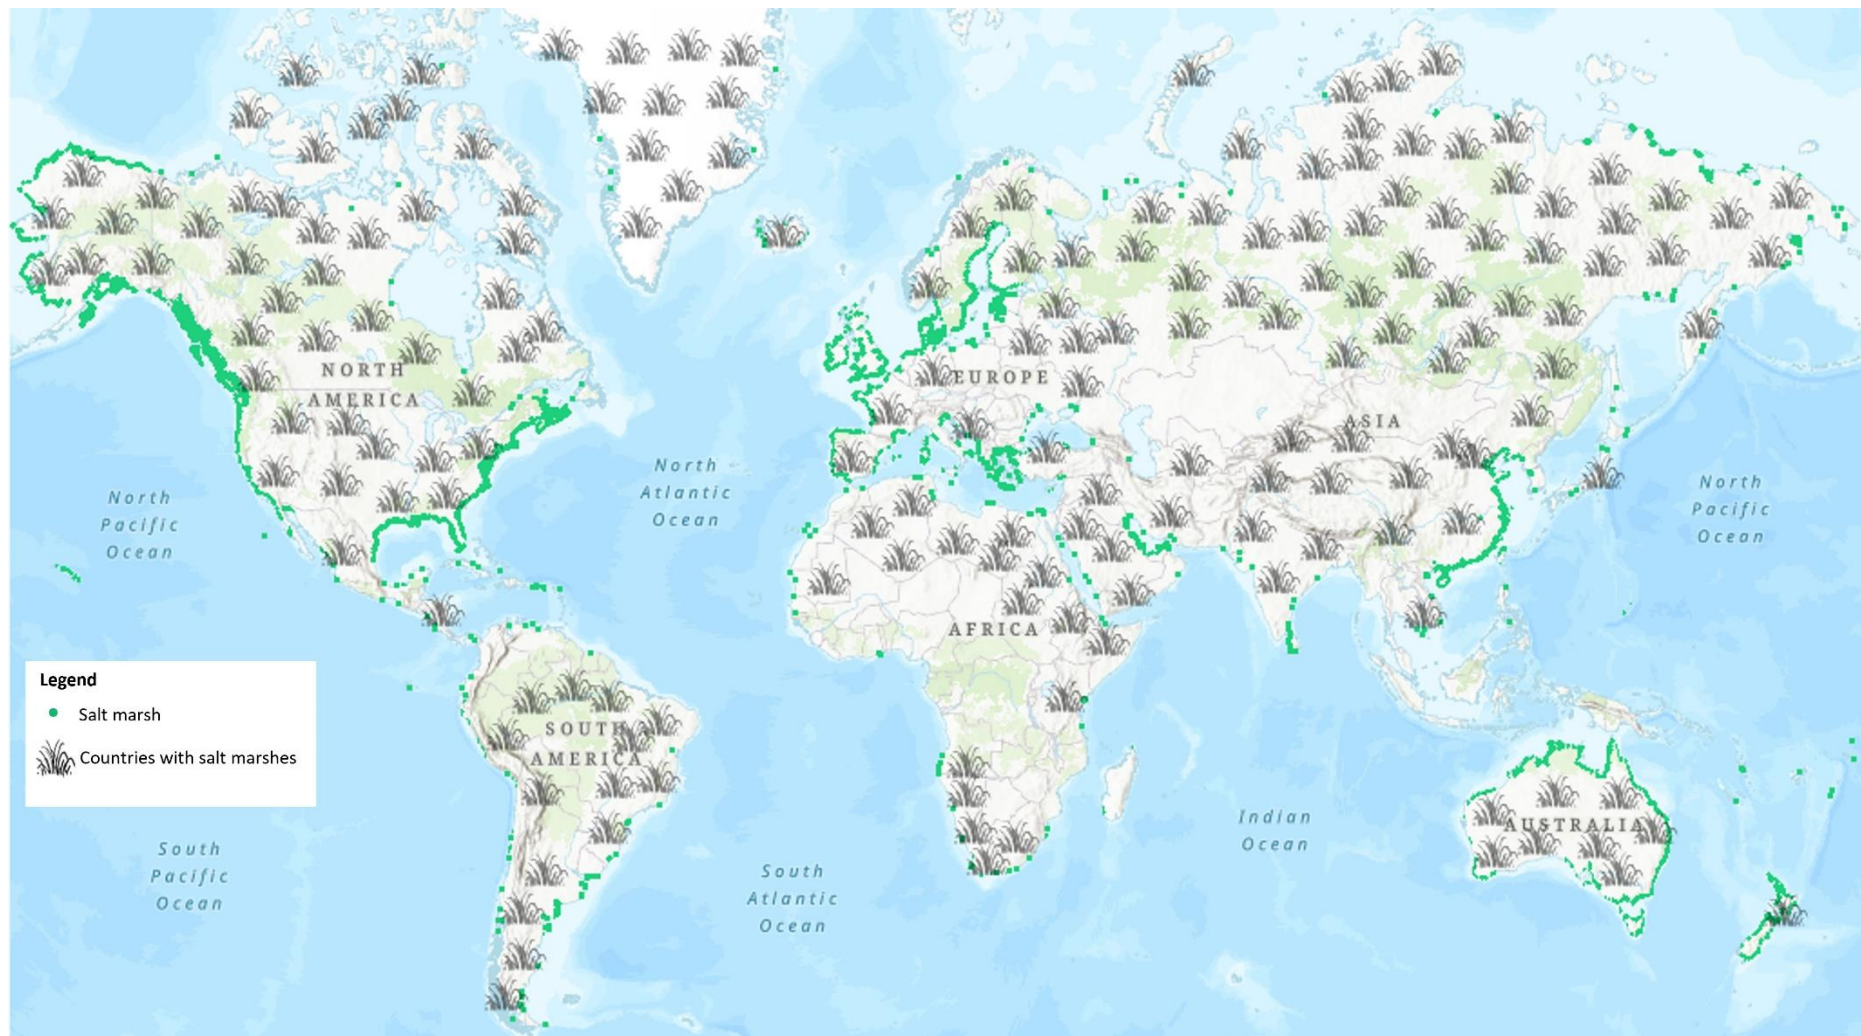 NORTH
AMERICA
EUROPE
ASIA
North
Atlantic
Ocean
North
Pacific
Ocean
North
Pacific
Ocean
AFRICA
Legend
Salt marsh
Countries with salt marshes
SOUTH
AMERICA
Indian
Ocean
AUSTRALIA
South
Pacific
Ocean
South
Atlantic
Ocean